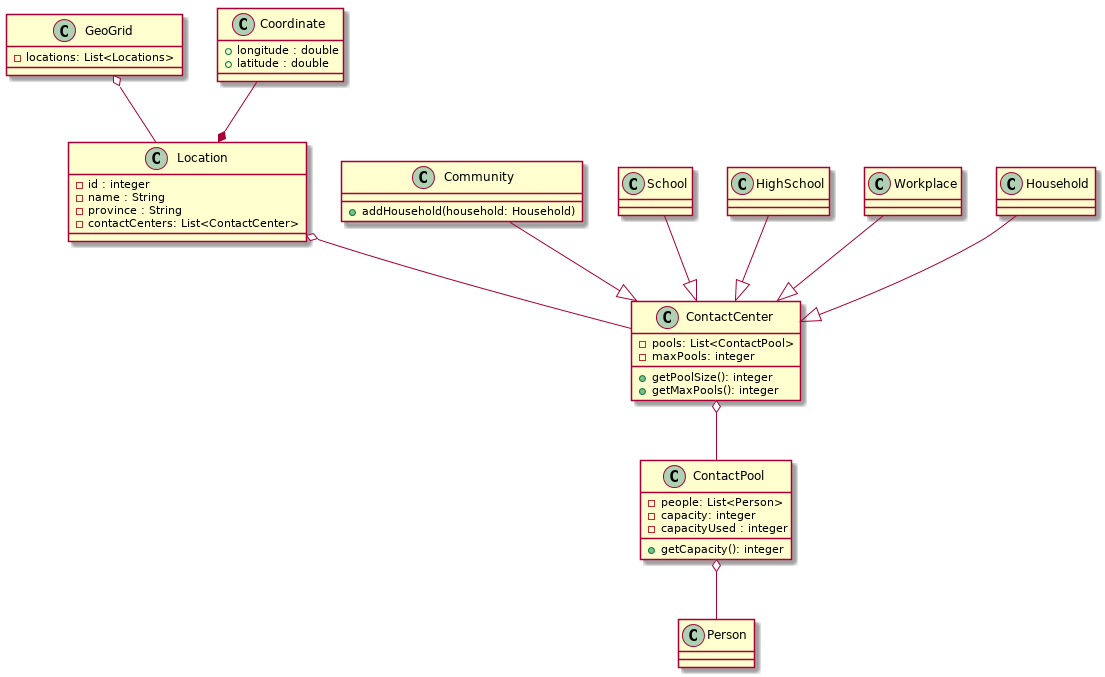 C GeoGrid
locations: List<Locations>
C Coordinate
longitude : double
latitude : double
C Location
id : integer
name : String
province : String
contactCenters: List<ContactCenter>
C Community
addHousehold(household: Household)
C School
C HighSchool
C Workplace
C Household
C ContactCenter
pools: List<ContactPool>
maxPools: integer
getPoolSize(): integer
getMaxPools(): integer
C ContactPool
people: List<Person>
capacity: integer
capacityUsed : integer
getCapacity(): integer
C Person